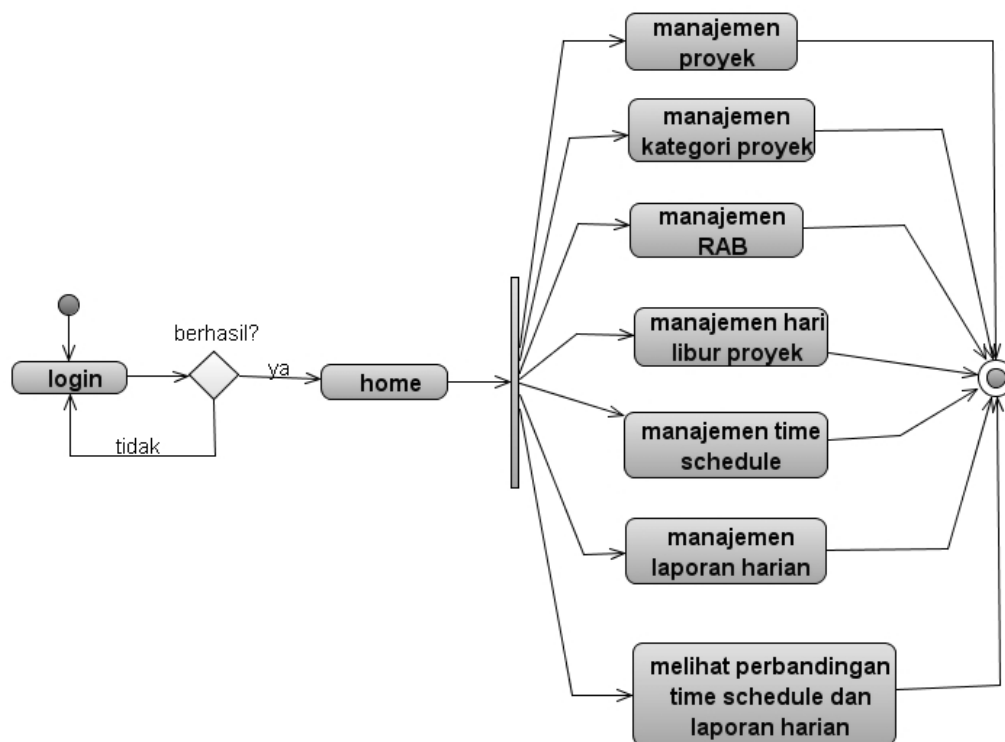 manajemen
proyek
manajemen
kategori proyek
manajemen
RAB
berhasil?
login
ya
home
tidak
manajemen hari
libur proyek
manajemen time
schedule
manajemen
laporan harian
melihat perbandingan
time schedule dan
laporan harian